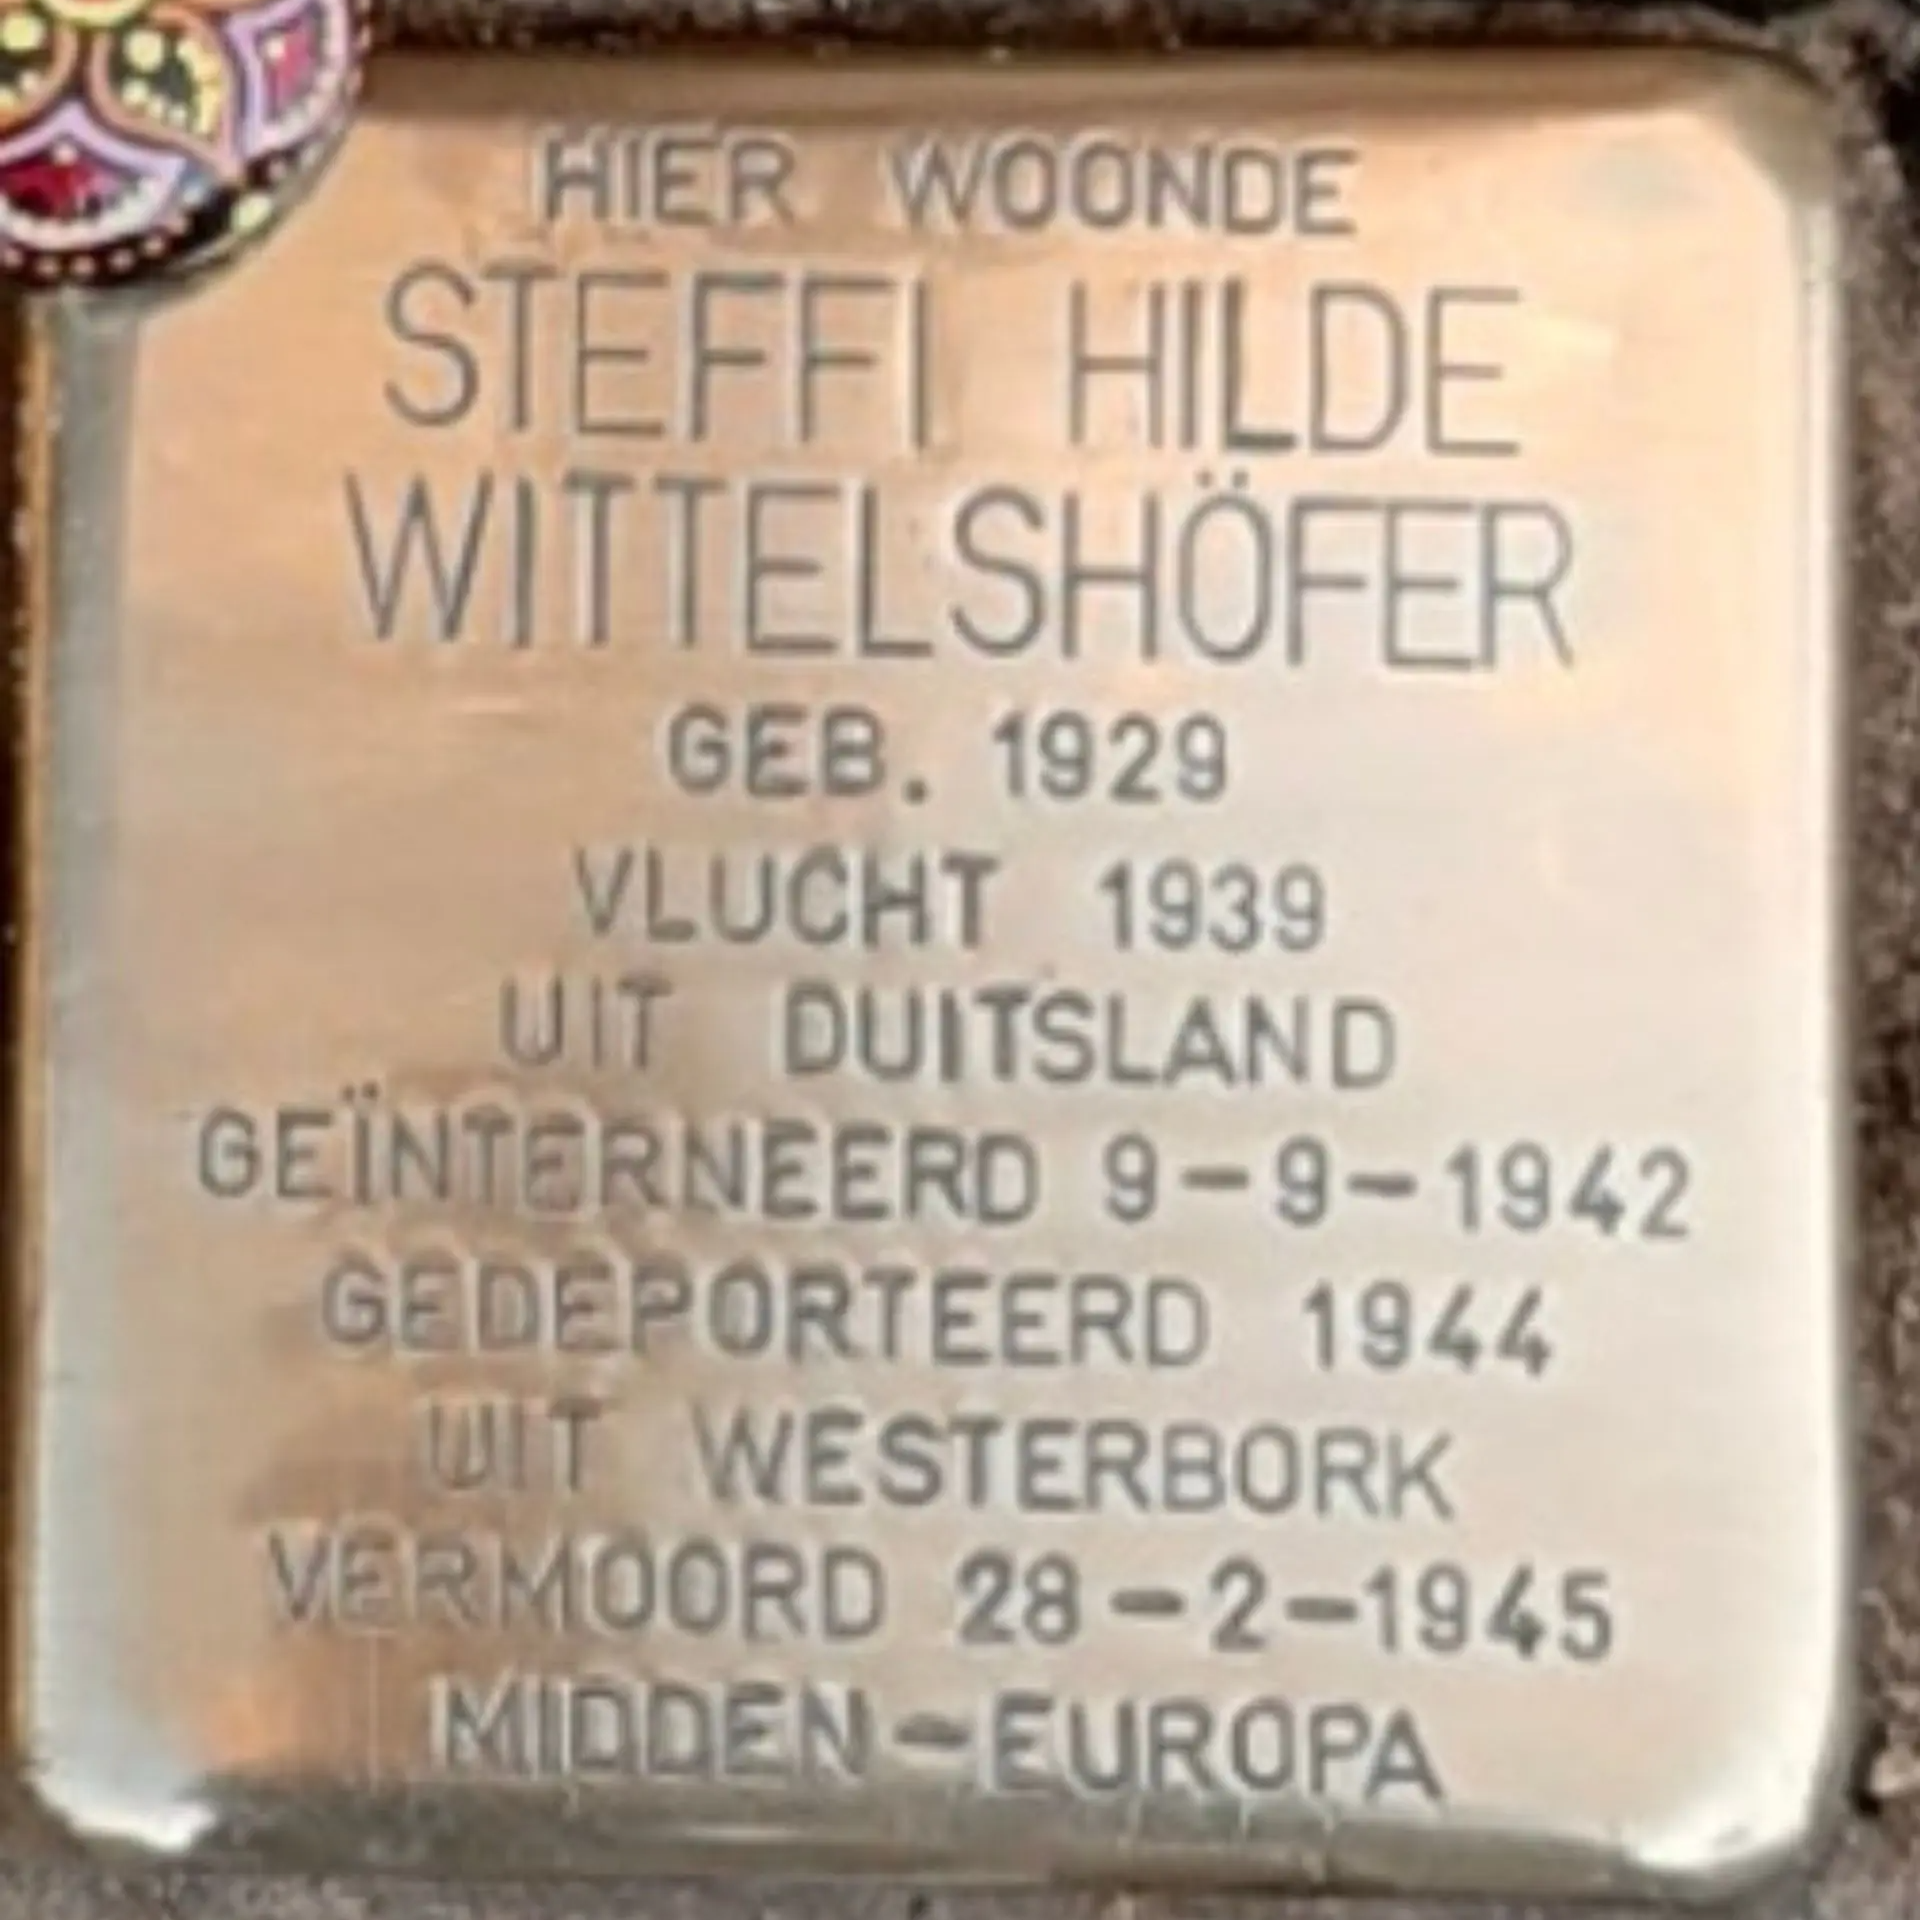 HIER WOONDE
STEFFI HILDE
WITTELSHÖFER
GEB. 1929
VLUCHT 1939
UIT DUITSLAND
GEÏNTERNEERD 9-9-1942
GEDEPORTEERD 1944
UIT WESTERBORK
VERMOORD 28-2-1945
MIDDEN-EUROPA